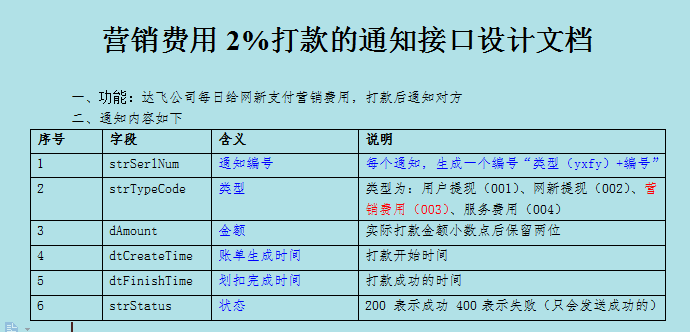 营销费用 2%打款的通知接口设计文档
一、功能：达飞公司每日给网新支付营销费用，打款后通知对方
二、通知内容如下
序号 字段 含义 说明
1 strSerlNum 通知编号 每个通知，生成一个编号“类型（yxfy）+编号”
2 strTypeCode 类型 类型为：用户提现（001）、网新提现（002）、营
销费用（003）、服务费用（004）
3 dAmount 金额 实际打款金额小数点后保留两位
4 dtCreateTime 账单生成时间 打款开始时间
5 dtFinishTime 划扣完成时间 打款成功的时间
6 strStatus 状态 200 表示成功 400 表示失败（只会发送成功的）